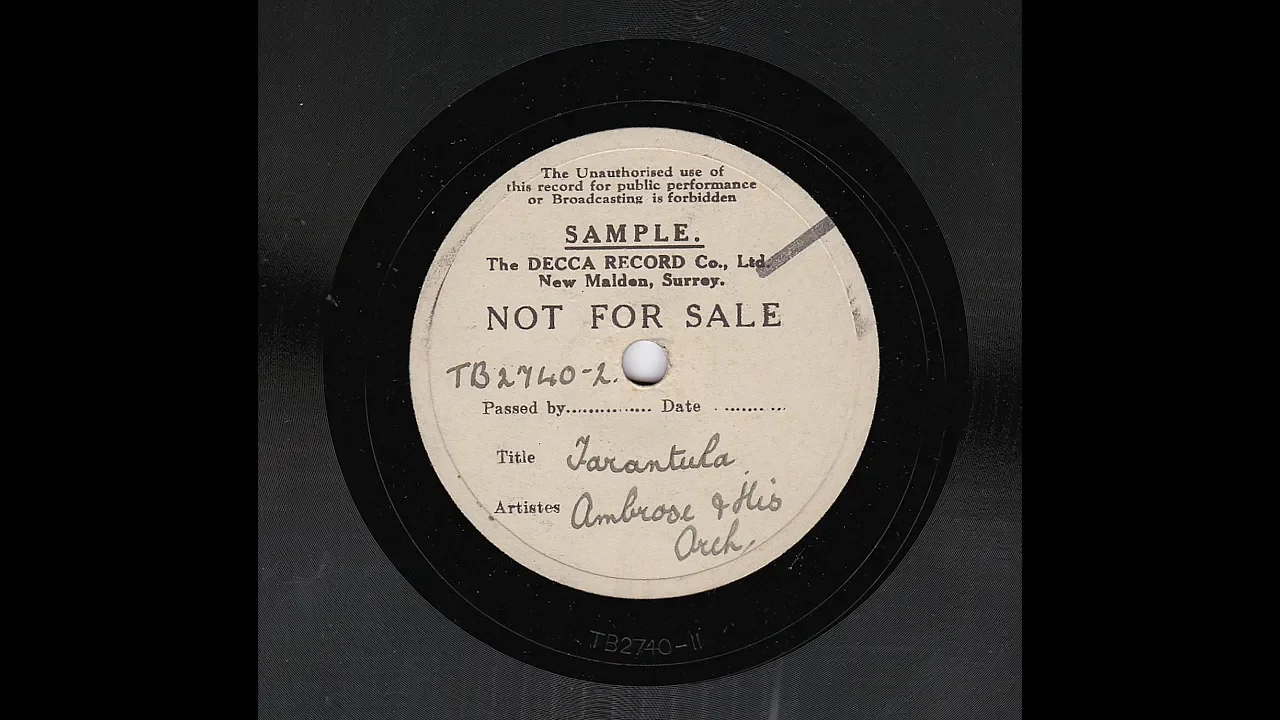 The Unauthorised use of
this record for public performance
or Broadcasting is forbidden
SAMPLE.
The DECCA RECORD Co., Ltd.
New Malden, Surrey.
NOT FOR SALE
TB2740-2.
Passed by.............. Date ............
Title Tarantula
Artistes Ambrose & His
Orch.
TB2740-II